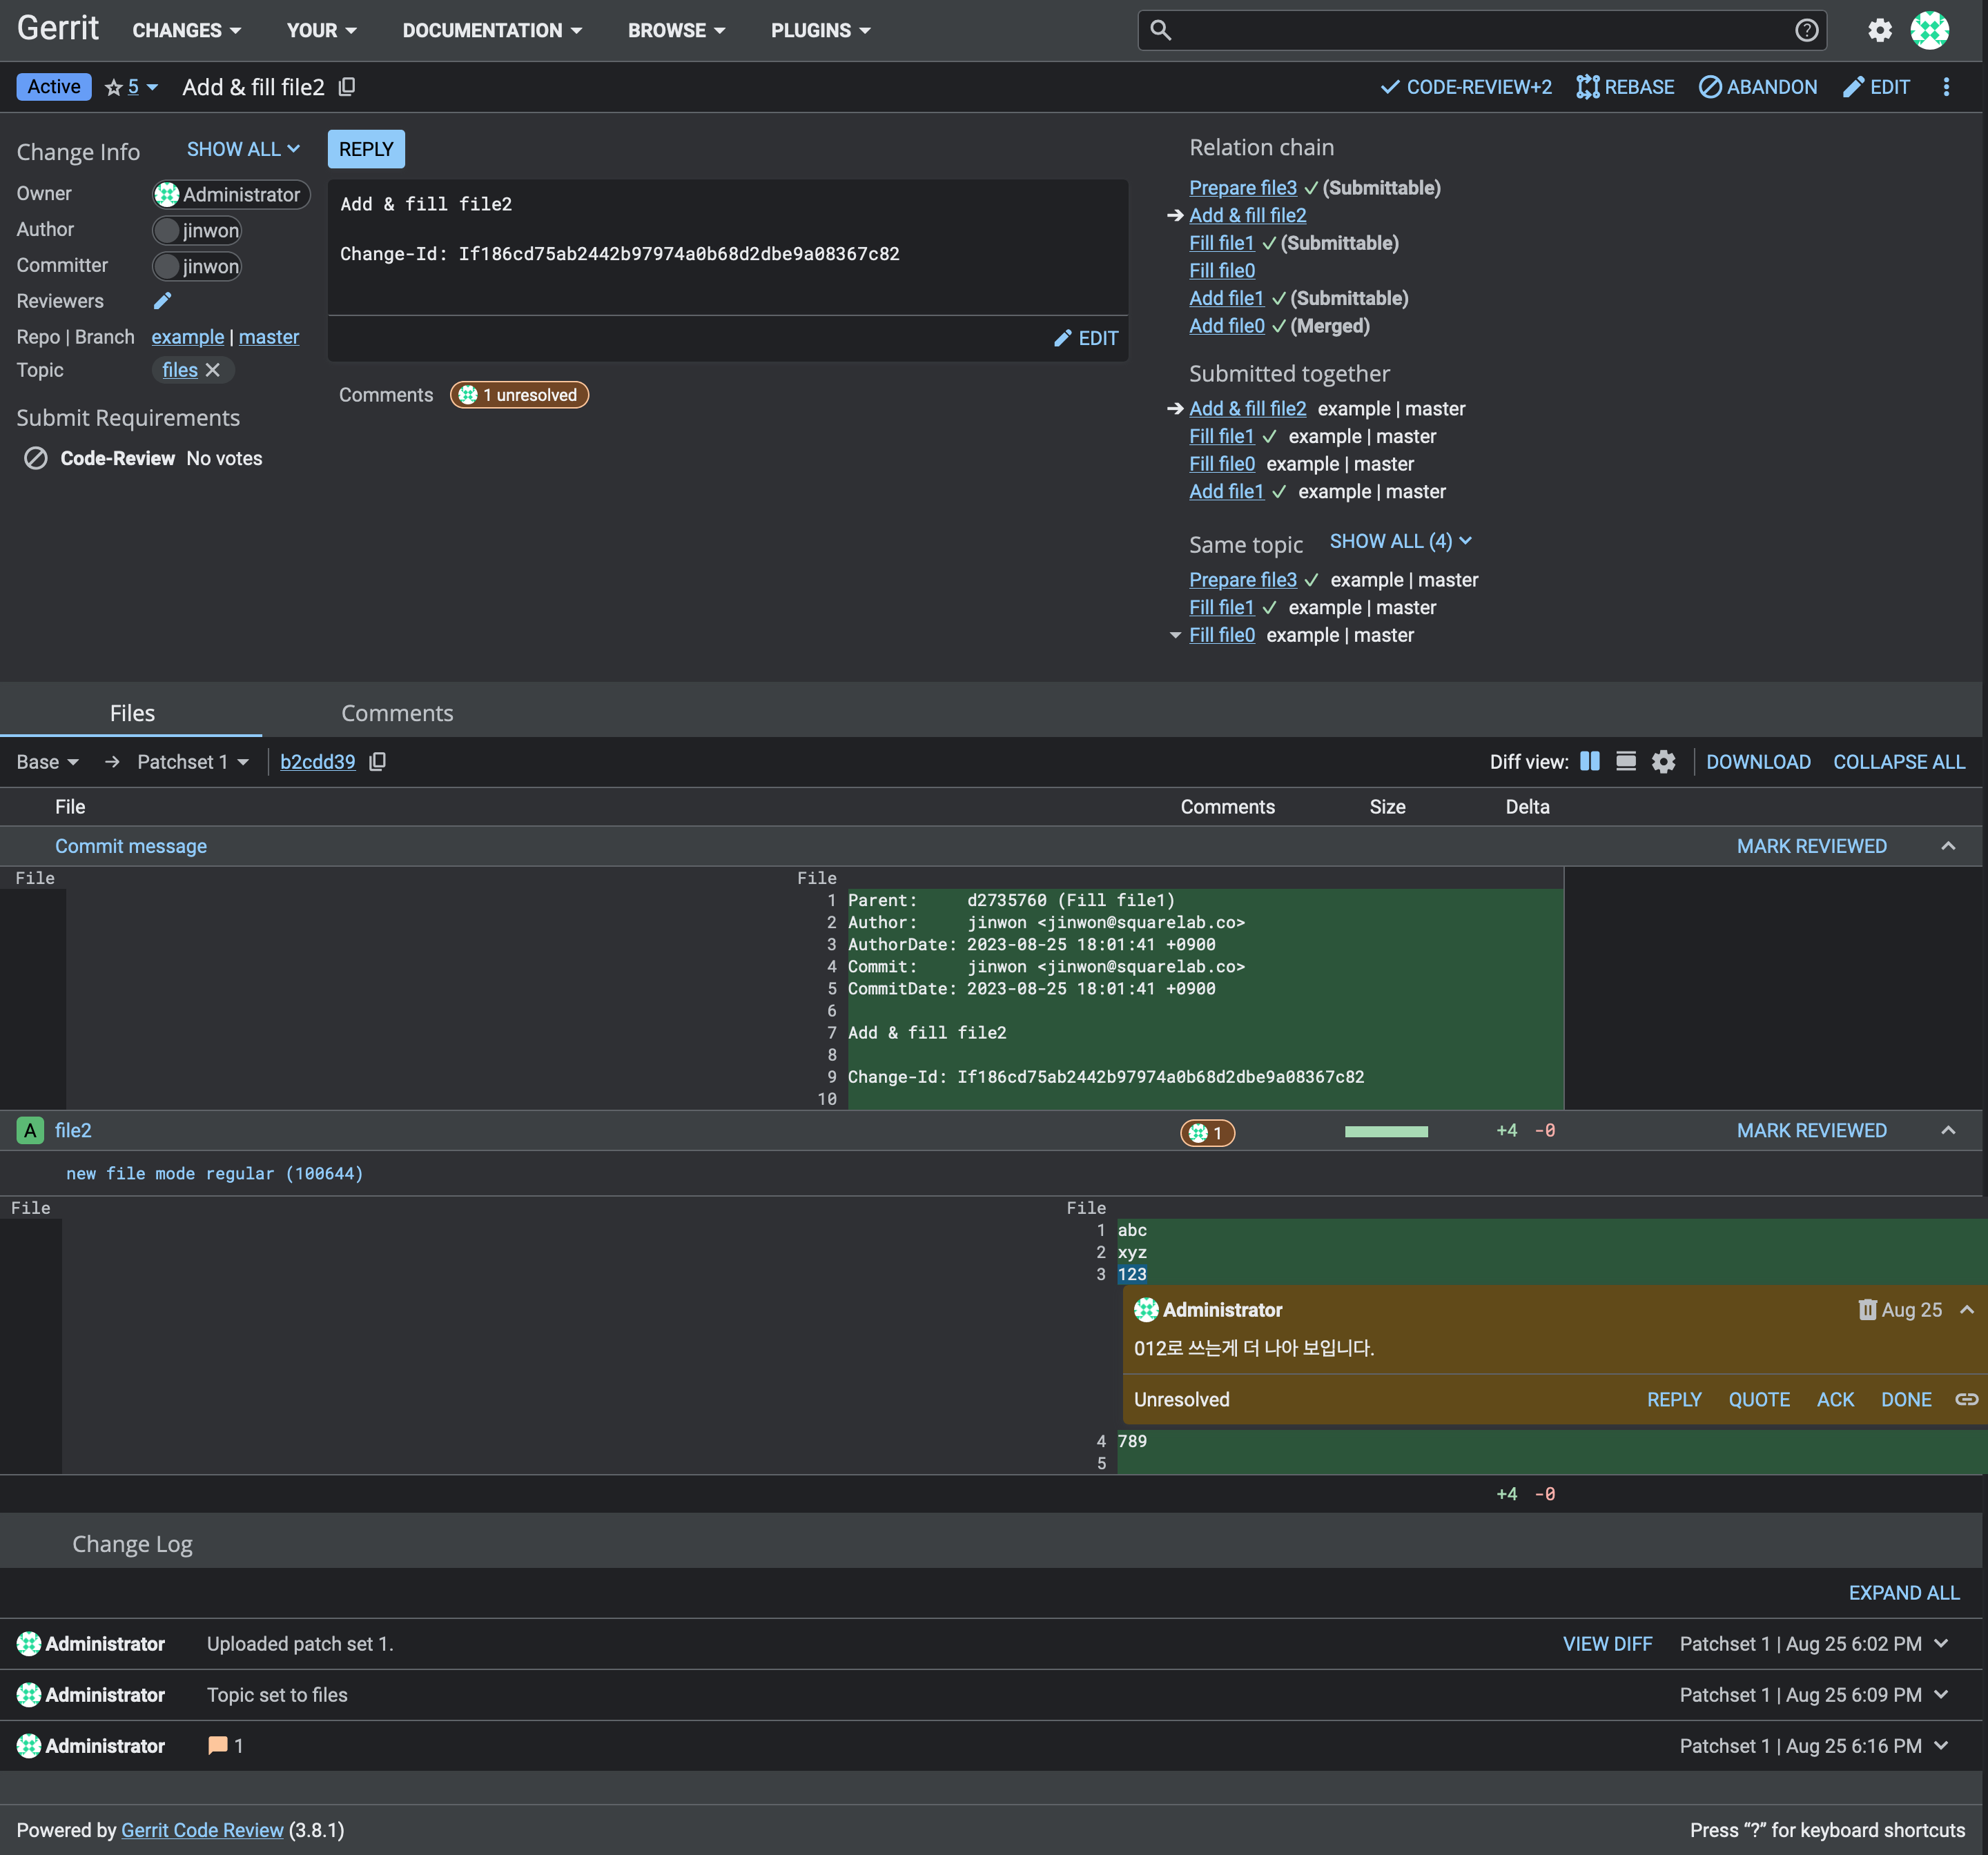 Gerrit CHANGES YOUR DOCUMENTATION BROWSE PLUGINS
Active 5 Add & fill file2 CODE-REVIEW+2 REBASE ABANDON EDIT
Change Info SHOW ALL
Owner Administrator
Author jinwon
Committer jinwon
Reviewers
Repo | Branch example | master
Topic files
Submit Requirements
Code-Review No votes
REPLY
Add & fill file2
Change-Id: If186cd75ab2442b97974a0b68d2dbe9a08367c82
EDIT
Comments 1 unresolved
Relation chain
Prepare file3 (Submittable)
Add & fill file2
Fill file1 (Submittable)
Fill file0
Add file1 (Submittable)
Add file0 (Merged)
Submitted together
Add & fill file2 example | master
Fill file1 example | master
Fill file0 example | master
Add file1 example | master
Same topic SHOW ALL (4)
Prepare file3 example | master
Fill file1 example | master
Fill file0 example | master
Files Comments
Base → Patchset 1 b2cdd39 Diff view: DOWNLOAD COLLAPSE ALL
File Comments Size Delta
Commit message MARK REVIEWED
File File
1 Parent: d2735760 (Fill file1)
2 Author: jinwon <jinwon@squarelab.co>
3 AuthorDate: 2023-08-25 18:01:41 +0900
4 Commit: jinwon <jinwon@squarelab.co>
5 CommitDate: 2023-08-25 18:01:41 +0900
6
7 Add & fill file2
8
9 Change-Id: If186cd75ab2442b97974a0b68d2dbe9a08367c82
10
A file2 1 +4 -0 MARK REVIEWED
new file mode regular (100644)
File File
1 abc
2 xyz
3 123
Administrator Aug 25
012로 쓰는게 더 나아 보입니다.
Unresolved REPLY QUOTE ACK DONE
4 789
5
+4 -0
Change Log
EXPAND ALL
Administrator Uploaded patch set 1. VIEW DIFF Patchset 1 | Aug 25 6:02 PM
Administrator Topic set to files Patchset 1 | Aug 25 6:09 PM
Administrator 1 Patchset 1 | Aug 25 6:16 PM
Powered by Gerrit Code Review (3.8.1) Press “?” for keyboard shortcuts